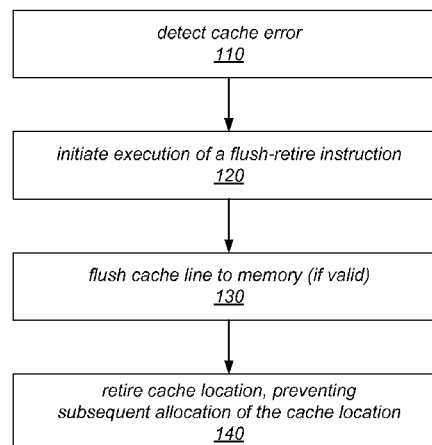 detect cache error
110
initiate execution of a flush-retire instruction
120
flush cache line to memory (if valid)
130
retire cache location, preventing
subsequent allocation of the cache location
140